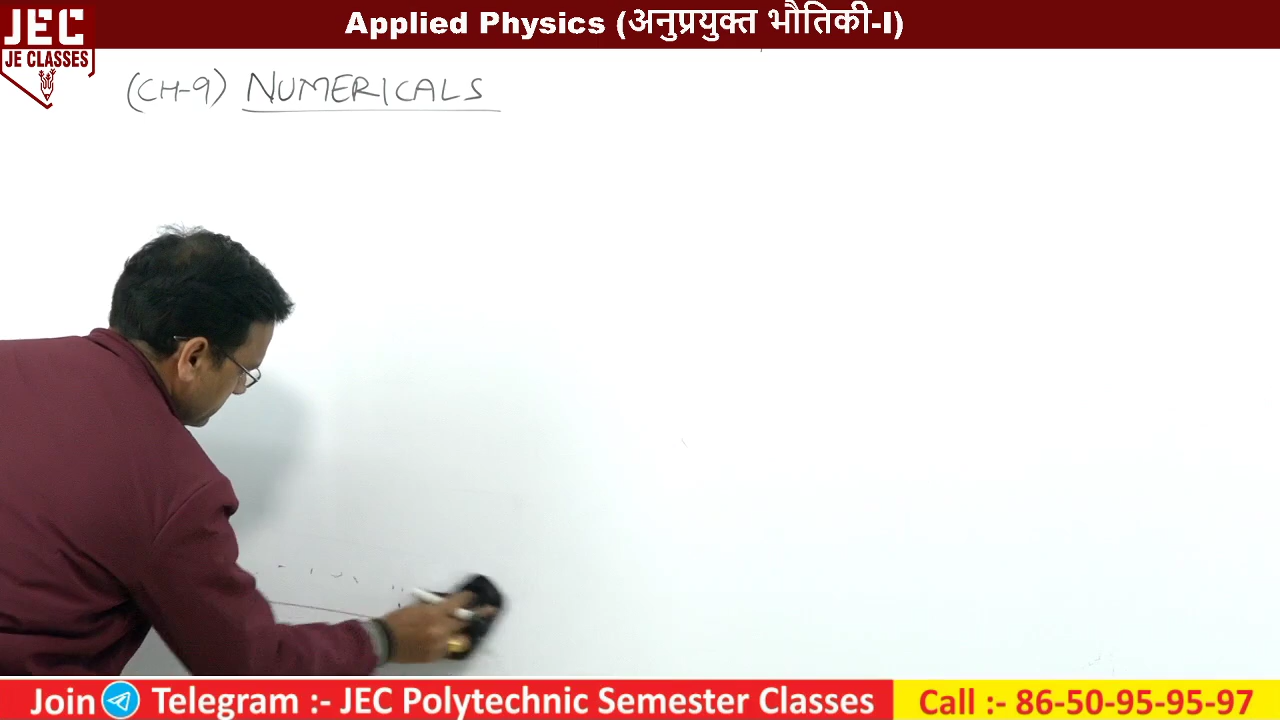 JEC
JE CLASSES
Applied Physics (अनुप्रयुक्त भौतिकी-I)
(CH-9) NUMERICALS
Join Telegram :- JEC Polytechnic Semester Classes
Call :- 86-50-95-95-97